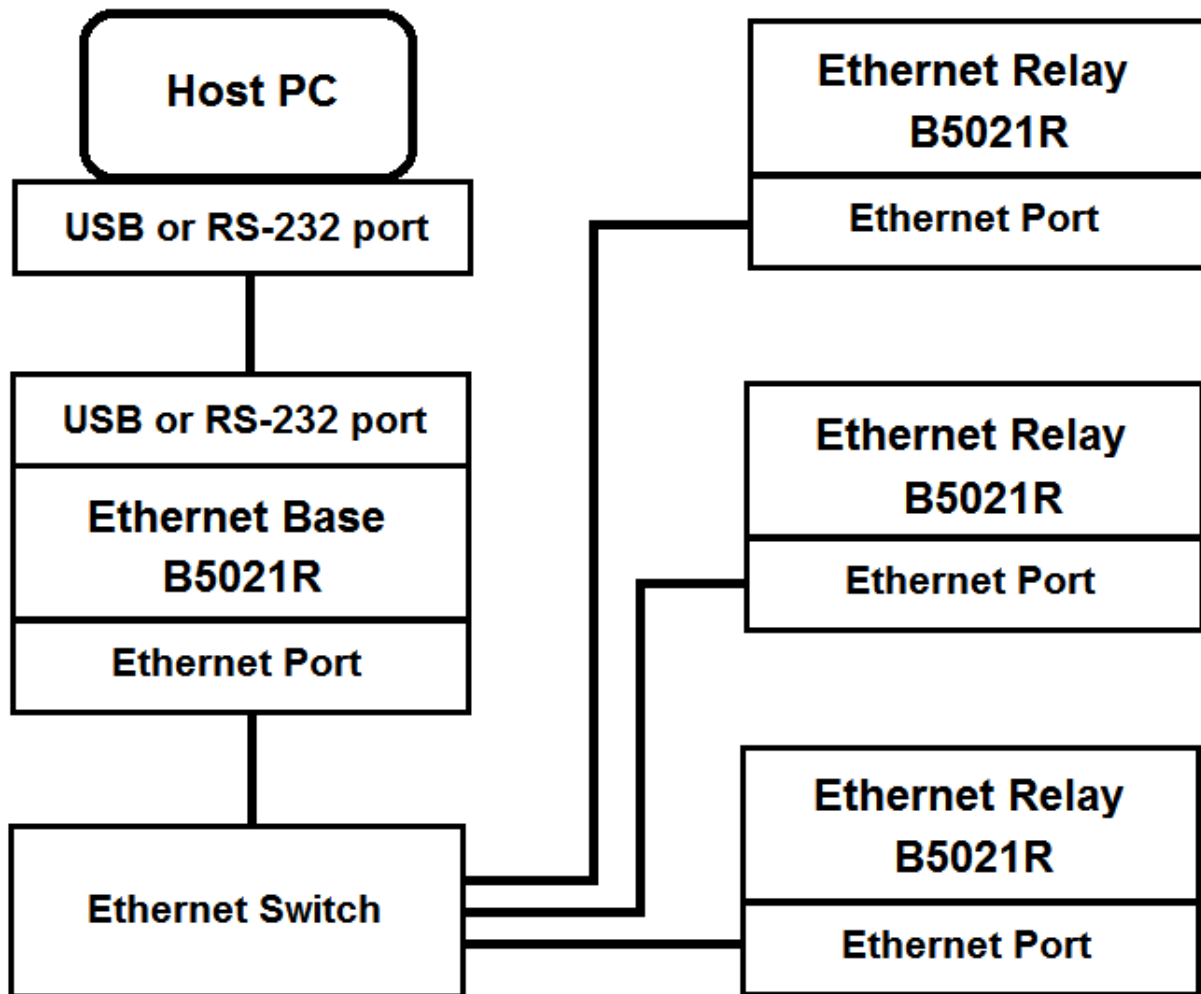 Host PC
USB or RS-232 port
USB or RS-232 port
Ethernet Base
B5021R
Ethernet Port
Ethernet Switch
Ethernet Relay
B5021R
Ethernet Port
Ethernet Relay
B5021R
Ethernet Port
Ethernet Relay
B5021R
Ethernet Port